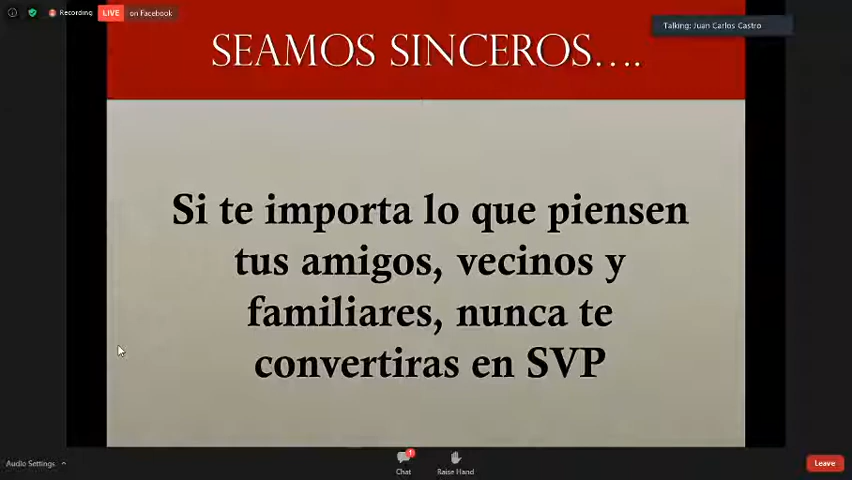 Recording
LIVE
on Facebook
Talking: Juan Carlos Castro
SEAMOS SINCEROS....
Si te importa lo que piensen
tus amigos, vecinos y
familiares, nunca te
convertiras en SVP
Audio Settings
1
Chat
Raise Hand
Leave